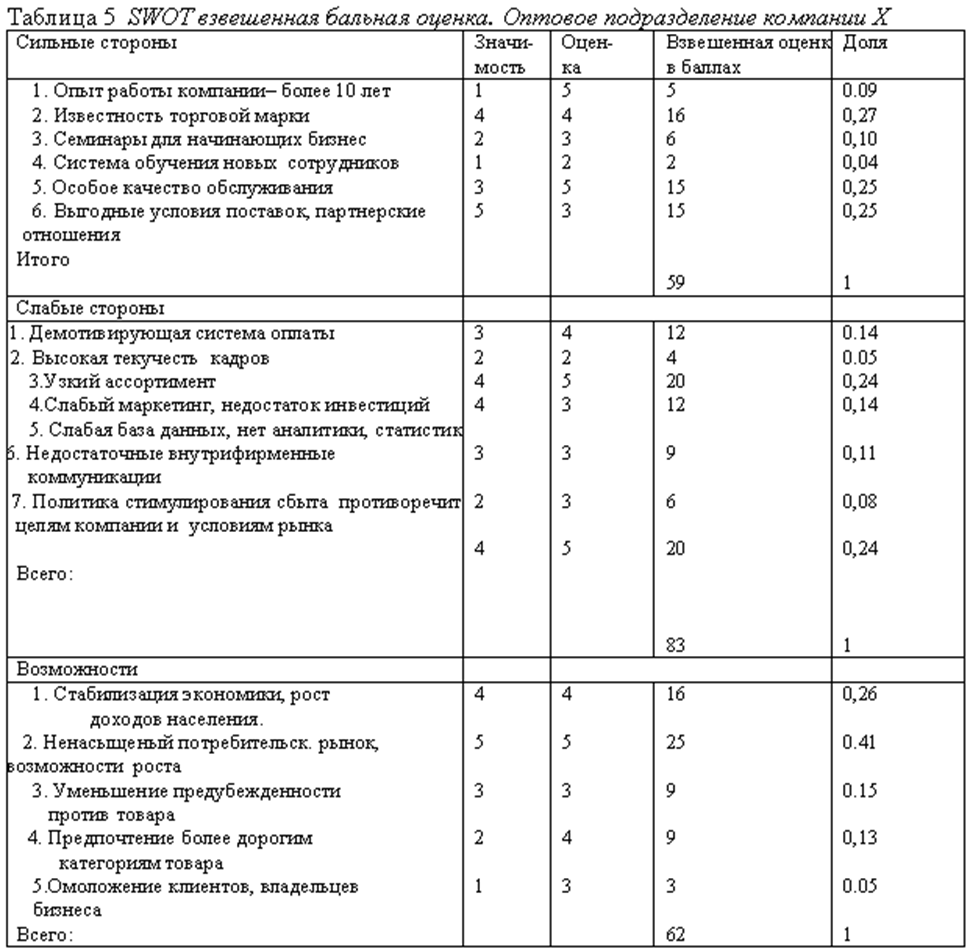 Таблица 5 SWOT взвешенная бальная оценка. Оптовое подразделение компании X
Сильные стороны Значи- Оцен- Взвешенная оценк Доля
мость ка в баллах
1. Опыт работы компании– более 10 лет 1 5 5 0.09
2. Известность торговой марки 4 4 16 0,27
3. Семинары для начинающих бизнес 2 3 6 0,10
4. Система обучения новых сотрудников 1 2 2 0,04
5. Особое качество обслуживания 3 5 15 0,25
6. Выгодные условия поставок, партнерские 5 3 15 0,25
отношения
Итого
59 1
Слабые стороны
1. Демотивирующая система оплаты 3 4 12 0.14
2. Высокая текучесть кадров 2 2 4 0.05
3.Узкий ассортимент 4 5 20 0,24
4.Слабый маркетинг, недостаток инвестиций 4 3 12 0,14
5. Слабая база данных, нет аналитики, статистик
6. Недостаточные внутрифирменные 3 3 9 0,11
коммуникации
7. Политика стимулирования сбыта противоречит 2 3 6 0,08
целям компании и условиям рынка
4 5 20 0,24
Всего:
83 1
Возможности
1. Стабилизация экономики, рост 4 4 16 0,26
доходов населения.
2. Ненасыщеный потребительск. рынок, 5 5 25 0.41
возможности роста
3. Уменьшение предубежденности 3 3 9 0.15
против товара
4. Предпочтение более дорогим 2 4 9 0,13
категориям товара
5.Омоложение клиентов, владельцев 1 3 3 0.05
бизнеса
Всего: 62 1